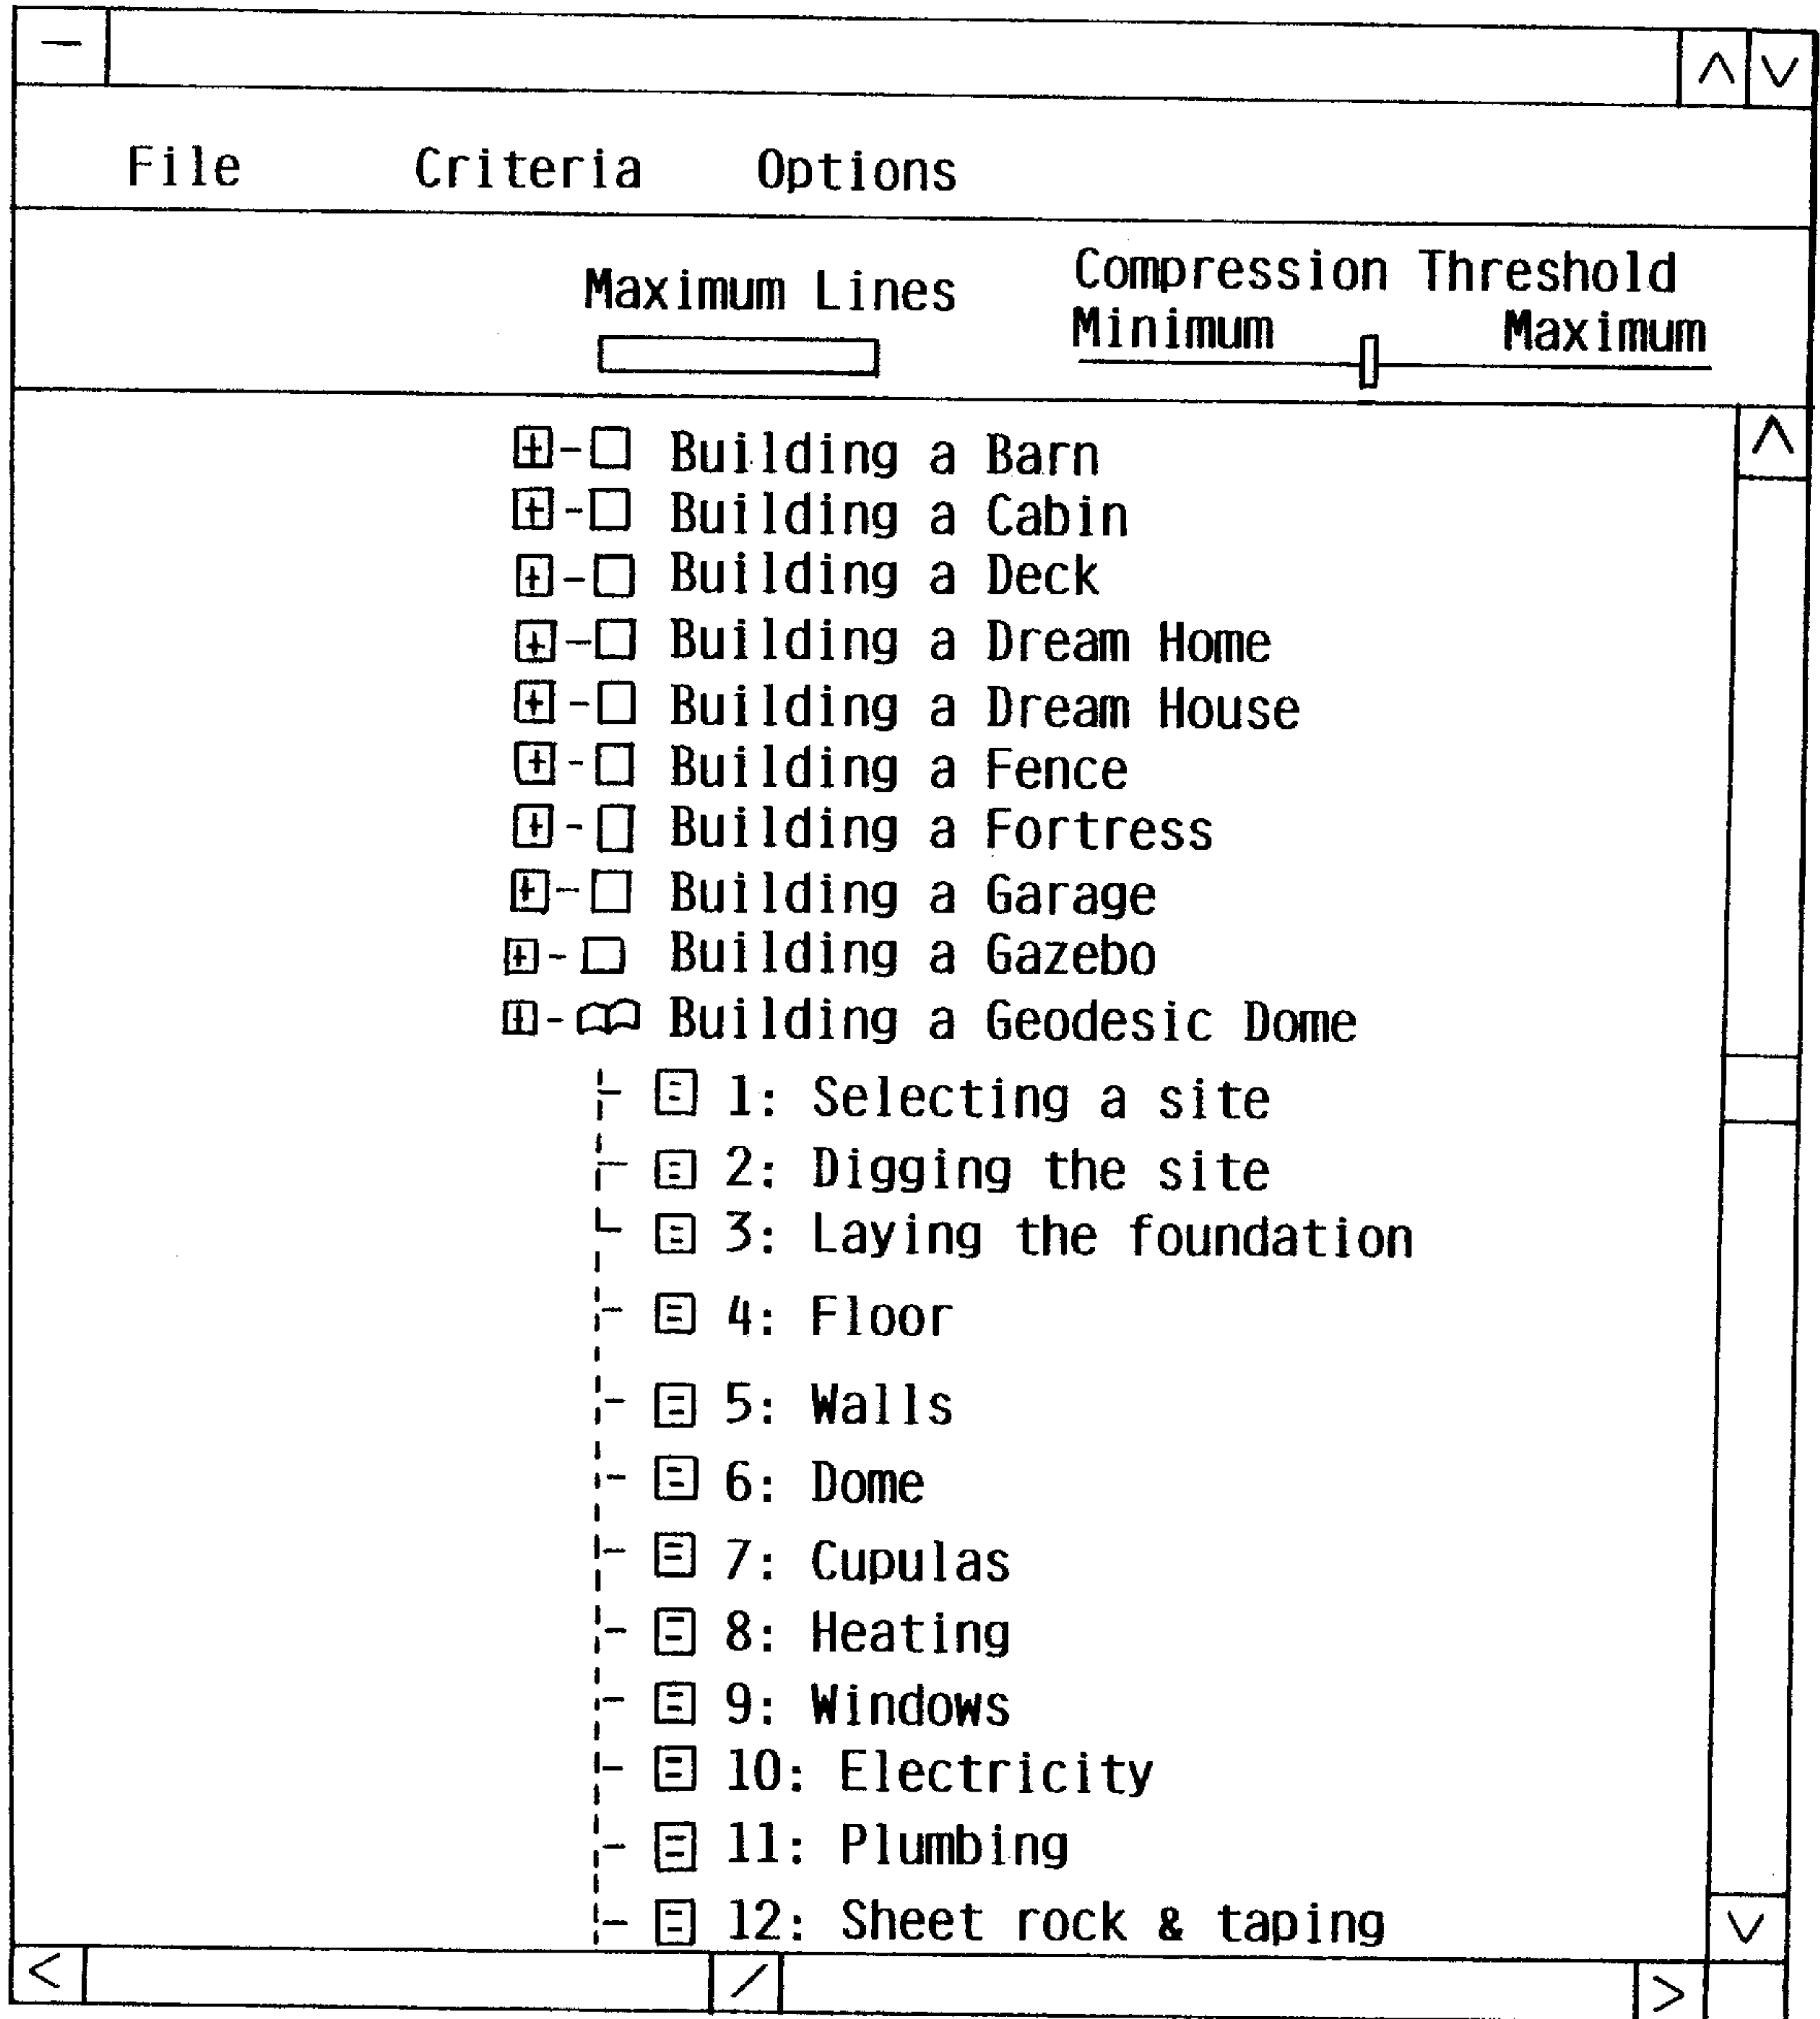 File Criteria Options
Maximum Lines
Compression Threshold
Minimum Maximum
Building a Barn
Building a Cabin
Building a Deck
Building a Dream Home
Building a Dream House
Building a Fence
Building a Fortress
Building a Garage
Building a Gazebo
Building a Geodesic Dome
1: Selecting a site
2: Digging the site
3: Laying the foundation
4: Floor
5: Walls
6: Dome
7: Cupulas
8: Heating
9: Windows
10: Electricity
11: Plumbing
12: Sheet rock & taping